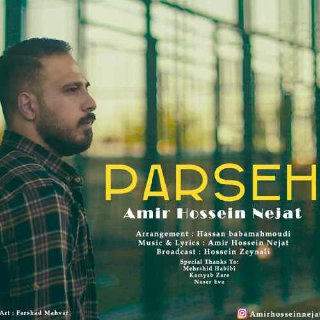 PARSEH
Amir Hossein Nejat
Arrangement : Hassan babamahmoudi
Music & Lyrics : Amir Hossein Nejat
Broadcast : Hossein Zeynali
Special Thanks To:
Mehrshid Habibi
Kamyab Zare
Naser Eva
Art : Farshad Mahvar
Amirhosseinnejat